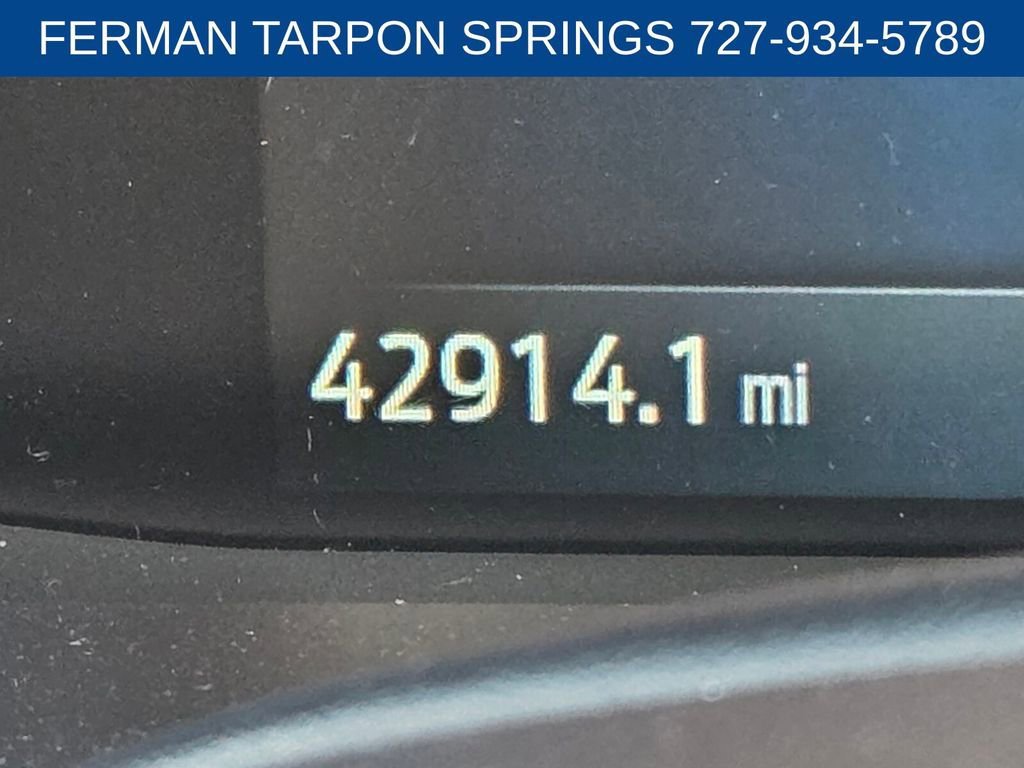 FERMAN TARPON SPRINGS 727-934-5789
42914.1 mi